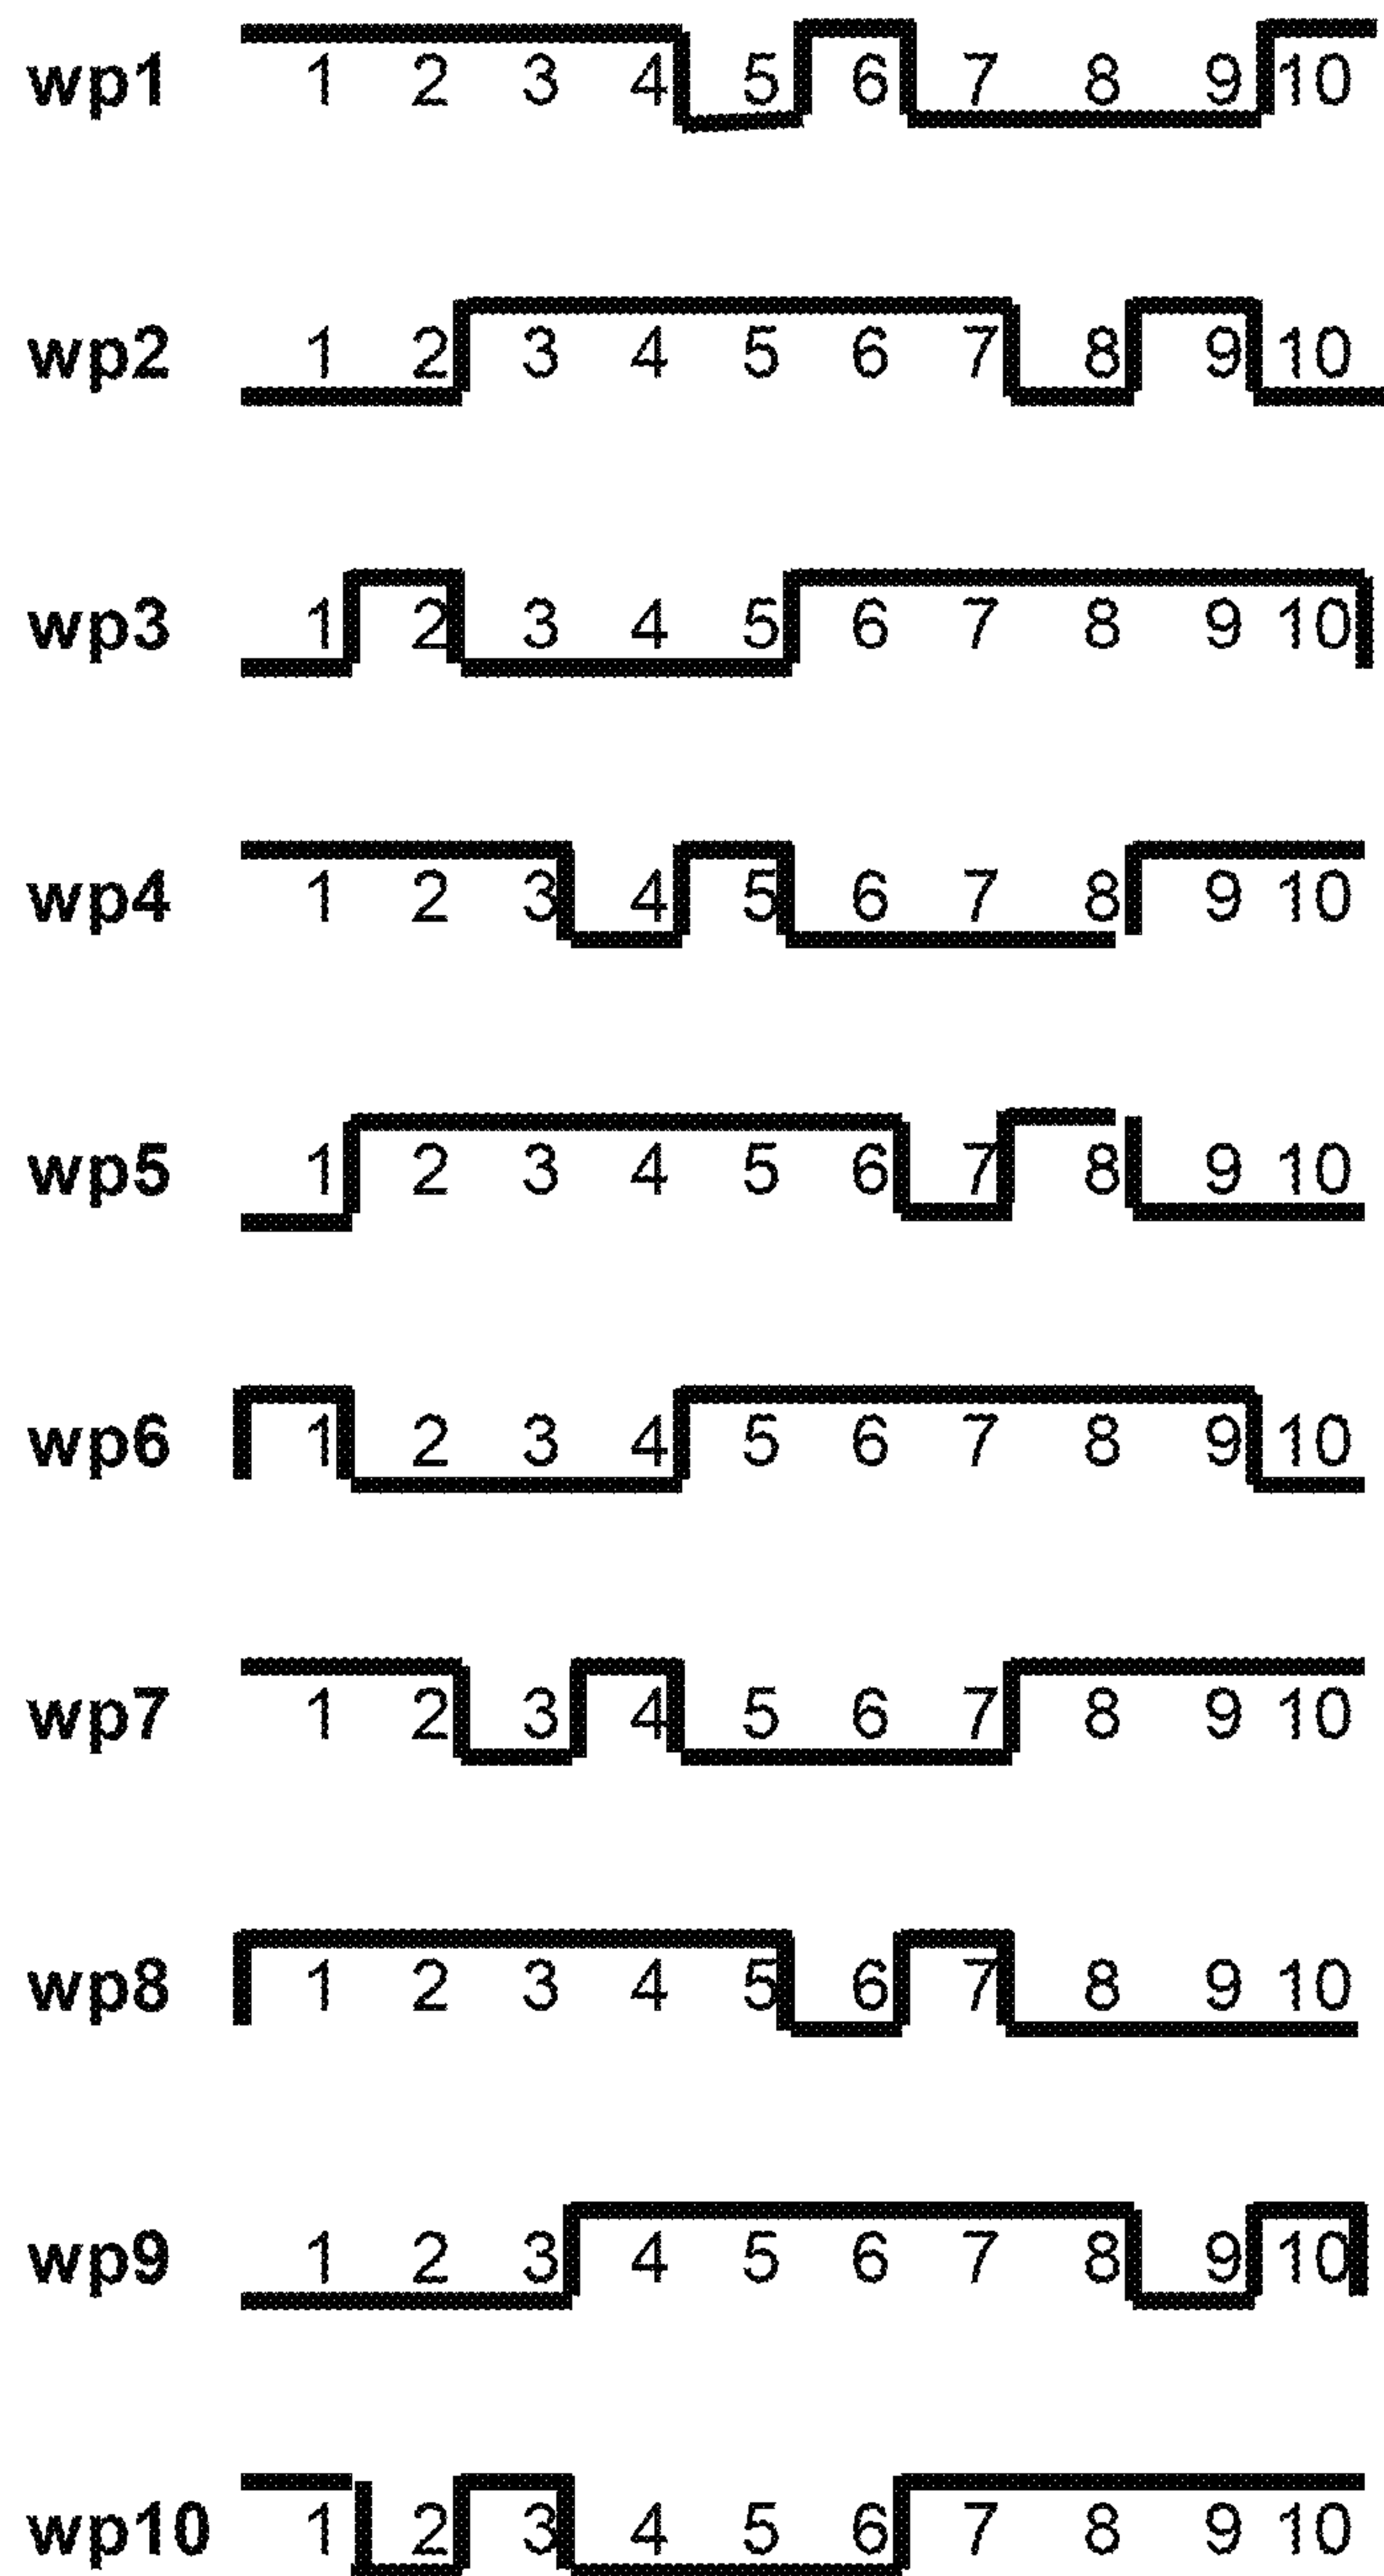 wp1 1 2 3 4 5 6 7 8 9 10
wp2 1 2 3 4 5 6 7 8 9 10
wp3 1 2 3 4 5 6 7 8 9 10
wp4 1 2 3 4 5 6 7 8 9 10
wp5 1 2 3 4 5 6 7 8 9 10
wp6 1 2 3 4 5 6 7 8 9 10
wp7 1 2 3 4 5 6 7 8 9 10
wp8 1 2 3 4 5 6 7 8 9 10
wp9 1 2 3 4 5 6 7 8 9 10
wp10 1 2 3 4 5 6 7 8 9 10